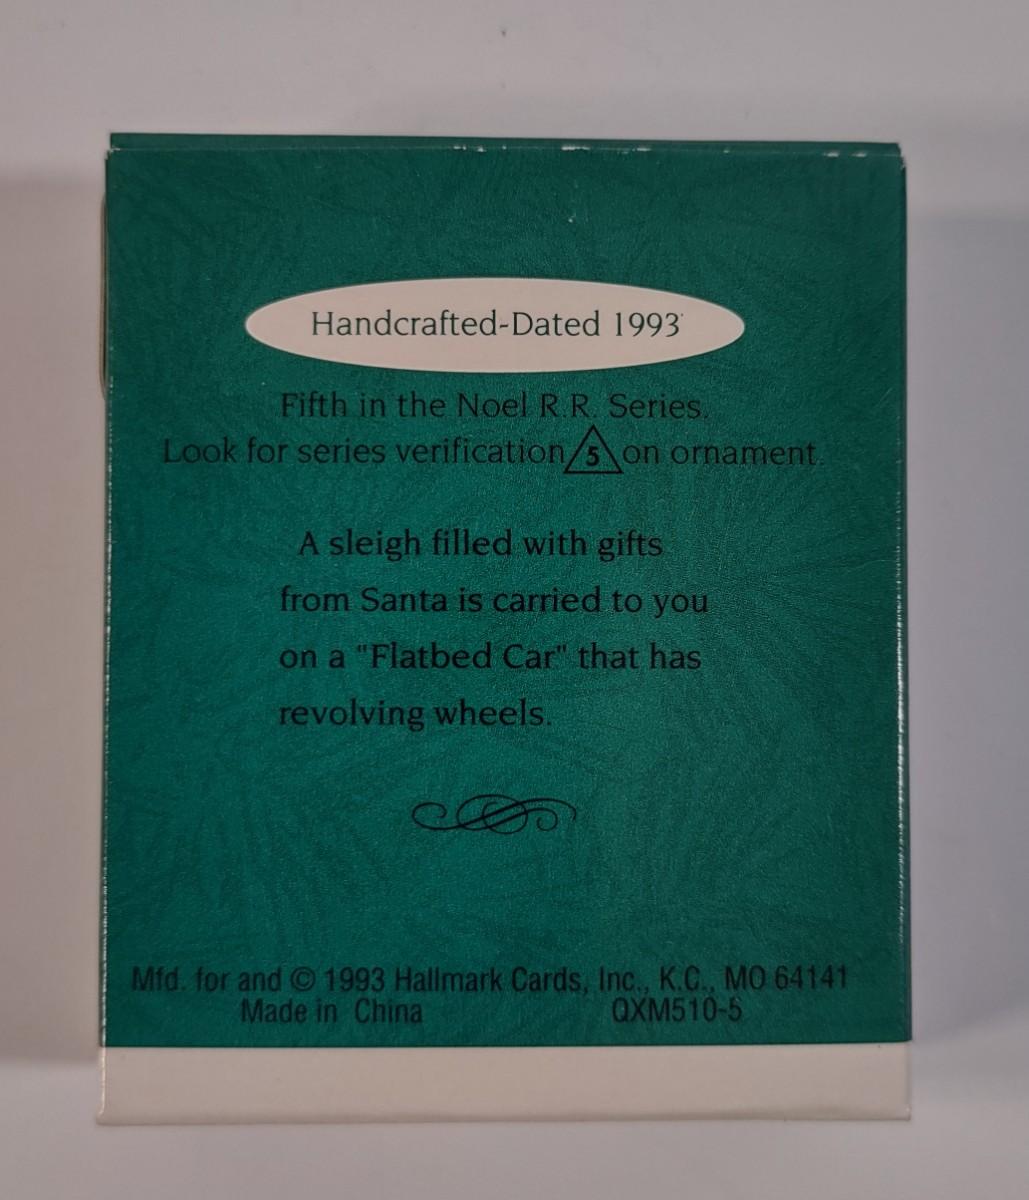 Handcrafted-Dated 1993
Fifth in the Noel R.R. Series.
Look for series verification 5 on ornament.
A sleigh filled with gifts
from Santa is carried to you
on a "Flatbed Car" that has
revolving wheels.
Mfd. for and © 1993 Hallmark Cards, Inc., K.C., MO 64141
Made in China QXM510-5